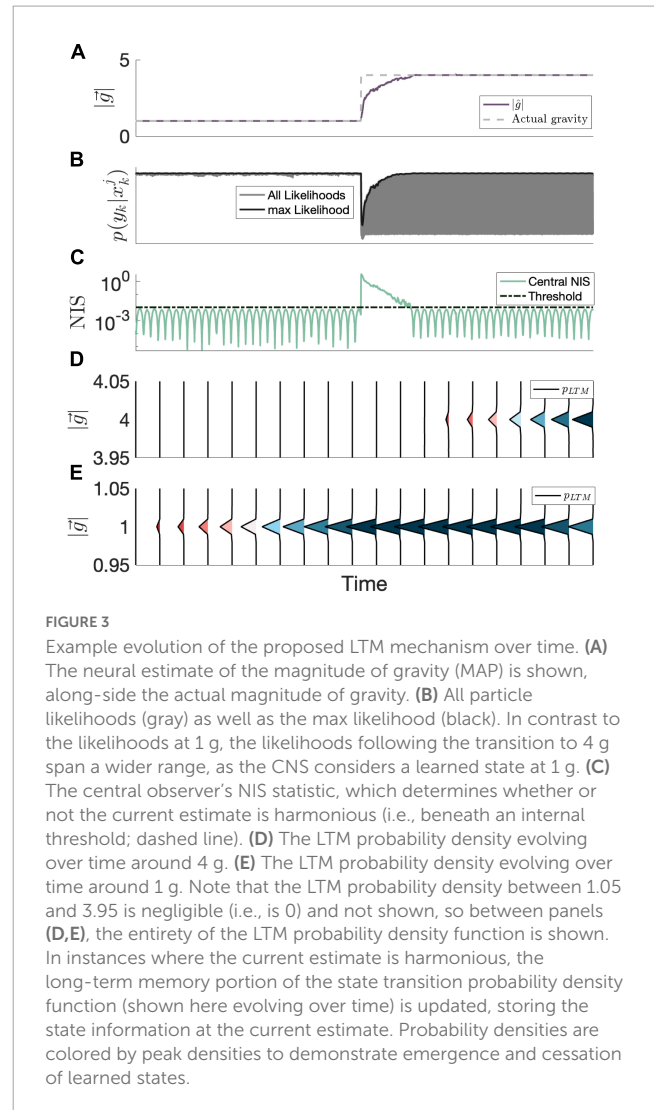 A
5
|g⃗|
0
|ĝ|
Actual gravity
B
p(y_k|x_k^j)
All Likelihoods
max Likelihood
C
10^0
NIS
10^-3
Central NIS
Threshold
D
4.05
|g⃗|
4
3.95
p_LTM
E
1.05
|g⃗|
1
0.95
p_LTM
Time
FIGURE 3
Example evolution of the proposed LTM mechanism over time. (A)
The neural estimate of the magnitude of gravity (MAP) is shown,
along-side the actual magnitude of gravity. (B) All particle
likelihoods (gray) as well as the max likelihood (black). In contrast to
the likelihoods at 1 g, the likelihoods following the transition to 4 g
span a wider range, as the CNS considers a learned state at 1 g. (C)
The central observer's NIS statistic, which determines whether or
not the current estimate is harmonious (i.e., beneath an internal
threshold; dashed line). (D) The LTM probability density evolving
over time around 4 g. (E) The LTM probability density evolving over
time around 1 g. Note that the LTM probability density between 1.05
and 3.95 is negligible (i.e., is 0) and not shown, so between panels
(D,E), the entirety of the LTM probability density function is shown.
In instances where the current estimate is harmonious, the
long-term memory portion of the state transition probability density
function (shown here evolving over time) is updated, storing the
state information at the current estimate. Probability densities are
colored by peak densities to demonstrate emergence and cessation
of learned states.